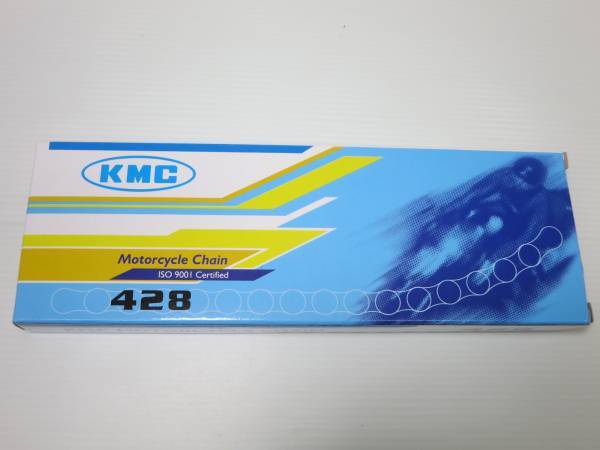 KMC
Motorcycle Chain
ISO 9001 Certified
428